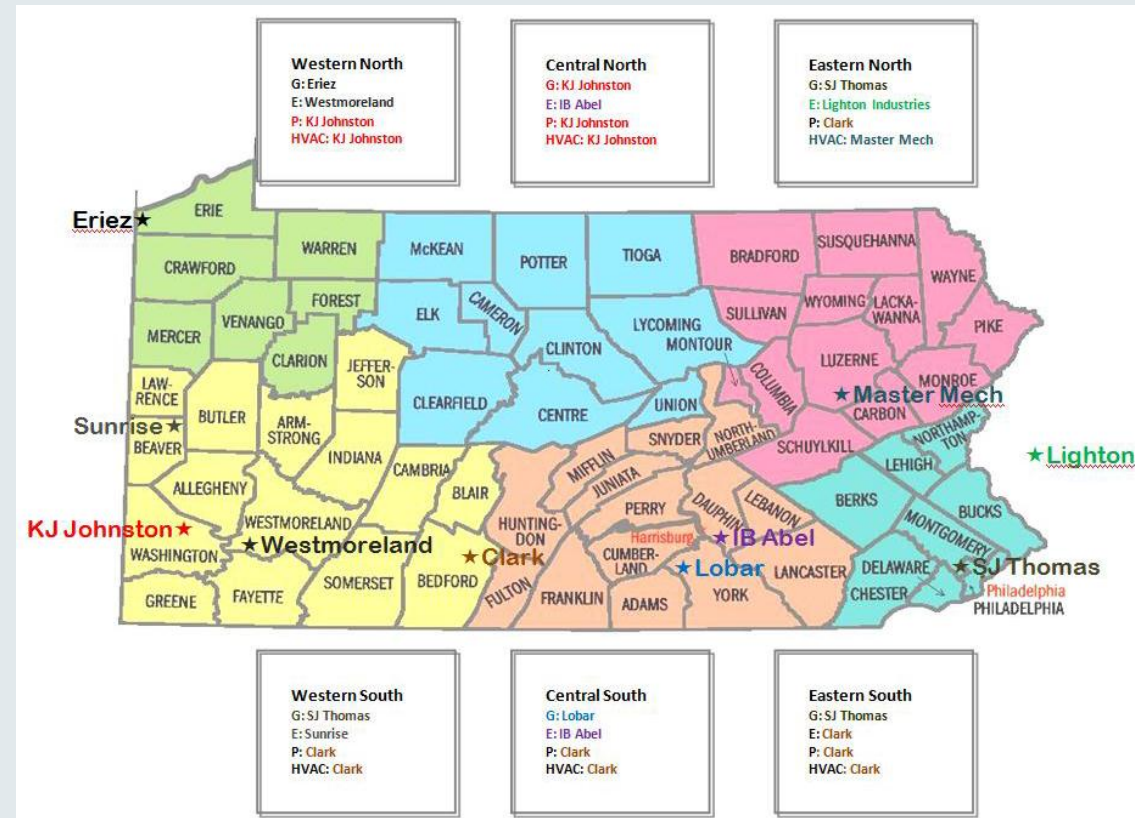 Western North
G: Eriez
E: Westmoreland
P: KJ Johnston
HVAC: KJ Johnston
Central North
G: KJ Johnston
E: IB Abel
P: KJ Johnston
HVAC: KJ Johnston
Eastern North
G: SJ Thomas
E: Lighton Industries
P: Clark
HVAC: Master Mech
Eriez
ERIE
CRAWFORD
WARREN
McKEAN
POTTER
TIOGA
BRADFORD
SUSQUEHANNA
WAYNE
MERCER
VENANGO
FOREST
ELK
CAMERON
LYCOMING
SULLIVAN
WYOMING
LACKA-
WANNA
PIKE
CLARION
JEFFER-
SON
CLINTON
MONTOUR
COLUMBIA
LUZERNE
MONROE
LAW-
RENCE
BUTLER
ARM-
STRONG
CLEARFIELD
CENTRE
UNION
Master Mech
CARBON
Sunrise
BEAVER
INDIANA
SNYDER
NORTH-
UMBERLAND
SCHUYLKILL
NORTHAMP-
TON
LEHIGH
Lighton
ALLEGHENY
CAMBRIA
BLAIR
MIFFLIN
JUNIATA
PERRY
DAUPHIN
LEBANON
BERKS
BUCKS
KJ Johnston
WESTMORELAND
HUNTING-
DON
Harrisburg
IB Abel
MONTGOMERY
WASHINGTON
Westmoreland
Clark
CUMBER-
LAND
Lobar
LANCASTER
DELAWARE
SJ Thomas
GREENE
FAYETTE
SOMERSET
BEDFORD
FULTON
FRANKLIN
ADAMS
YORK
CHESTER
Philadelphia
PHILADELPHIA
Western South
G: SJ Thomas
E: Sunrise
P: Clark
HVAC: Clark
Central South
G: Lobar
E: IB Abel
P: Clark
HVAC: Clark
Eastern South
G: SJ Thomas
E: Clark
P: Clark
HVAC: Clark